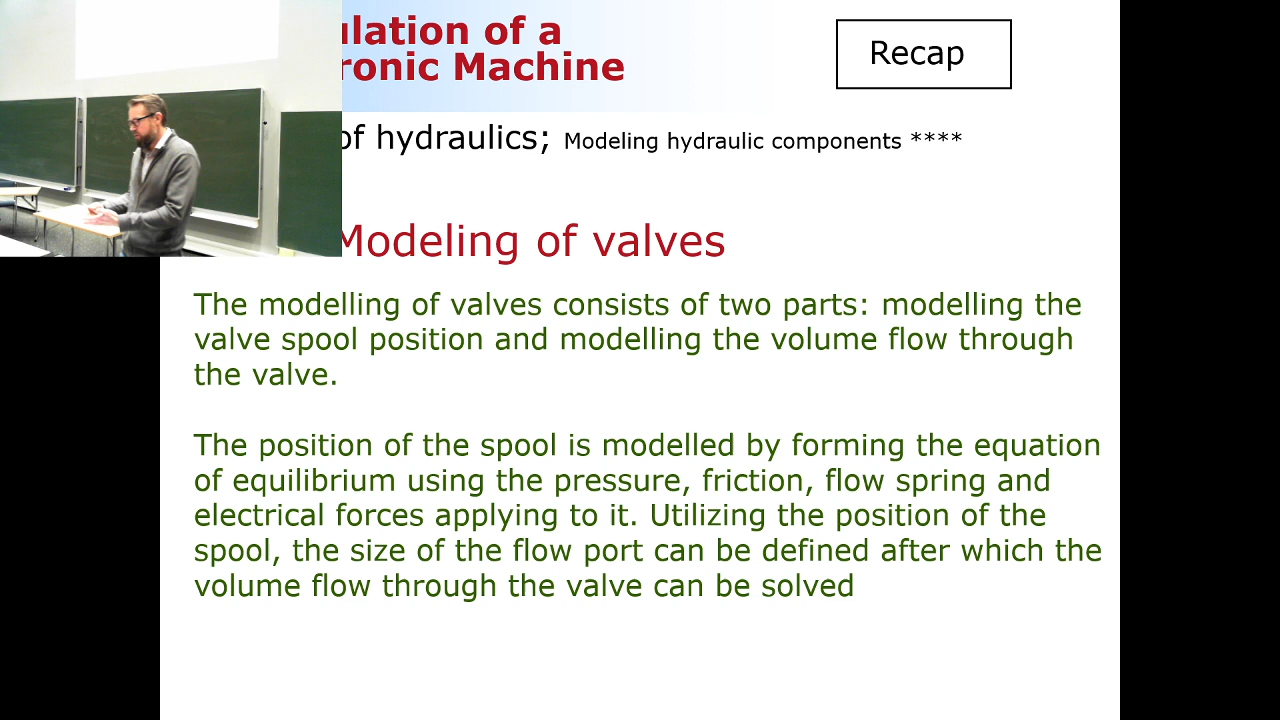 ulation of a
ronic Machine
Recap
of hydraulics; Modeling hydraulic components ****
Modeling of valves
The modelling of valves consists of two parts: modelling the
valve spool position and modelling the volume flow through
the valve.
The position of the spool is modelled by forming the equation
of equilibrium using the pressure, friction, flow spring and
electrical forces applying to it. Utilizing the position of the
spool, the size of the flow port can be defined after which the
volume flow through the valve can be solved